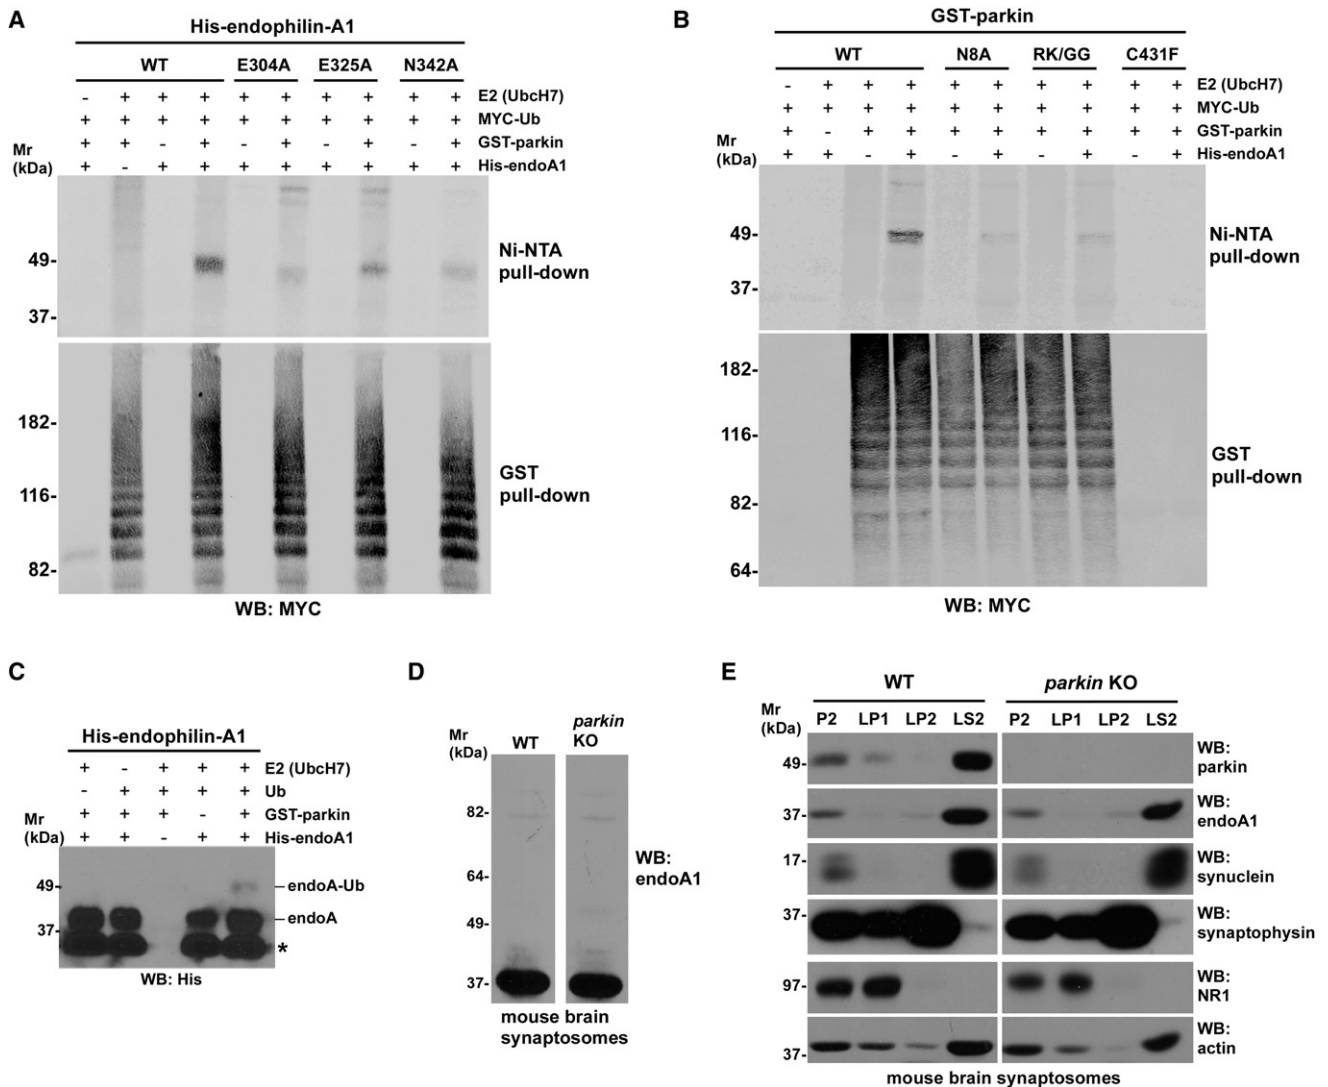 A
His-endophilin-A1
WT E304A E325A N342A
- + + + + + + + + + E2 (UbcH7)
+ + + + + + + + + + MYC-Ub
+ + - + - + - + - + GST-parkin
+ - + + + + + + + + His-endoA1
Mr
(kDa)
49-
37-
Ni-NTA
pull-down
182-
116-
82-
GST
pull-down
WB: MYC
B
GST-parkin
WT N8A RK/GG C431F
- + + + + + + + + + E2 (UbcH7)
+ + + + + + + + + + MYC-Ub
+ - + + + + + + + + GST-parkin
+ + - + - + - + - + His-endoA1
Mr
(kDa)
49-
37-
Ni-NTA
pull-down
182-
116-
82-
64-
GST
pull-down
WB: MYC
C
His-endophilin-A1
+ - + + + E2 (UbcH7)
- + + + + Ub
+ + + - + GST-parkin
+ + - + + His-endoA1
Mr
(kDa)
49-
37-
endoA-Ub
endoA
*
WB: His
D
Mr
(kDa)
WT
parkin
KO
82-
64-
49-
37-
WB:
endoA1
mouse brain
synaptosomes
E
WT parkin KO
Mr
(kDa)
P2 LP1 LP2 LS2 P2 LP1 LP2 LS2
49-
WB:
parkin
37-
WB:
endoA1
17-
WB:
synuclein
37-
WB:
synaptophysin
97-
WB:
NR1
37-
WB:
actin
mouse brain synaptosomes